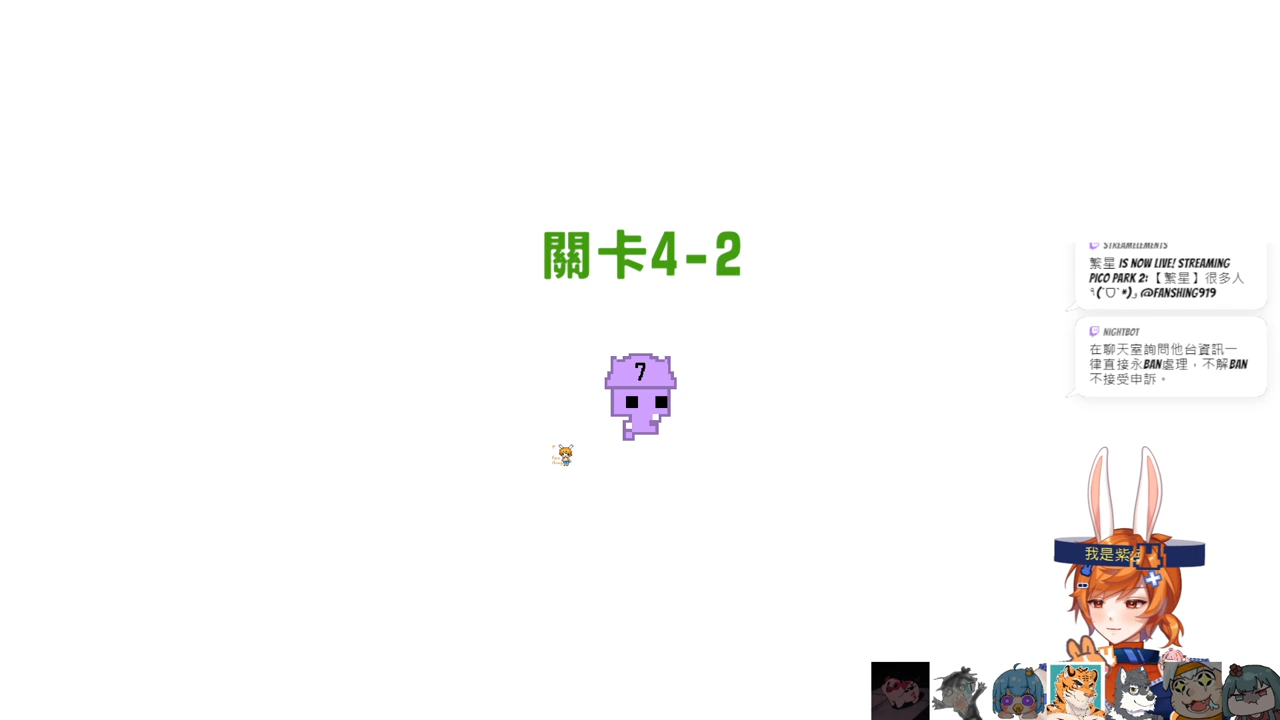 關卡4-2
7
STREAMELEMENTS
繁星 IS NOW LIVE! STREAMING
PICO PARK 2:【繁星】很多人
@FANSHING919
NIGHTBOT
在聊天室詢問他台資訊一
律直接永BAN處理,不解BAN
不接受申訴。
我是紫